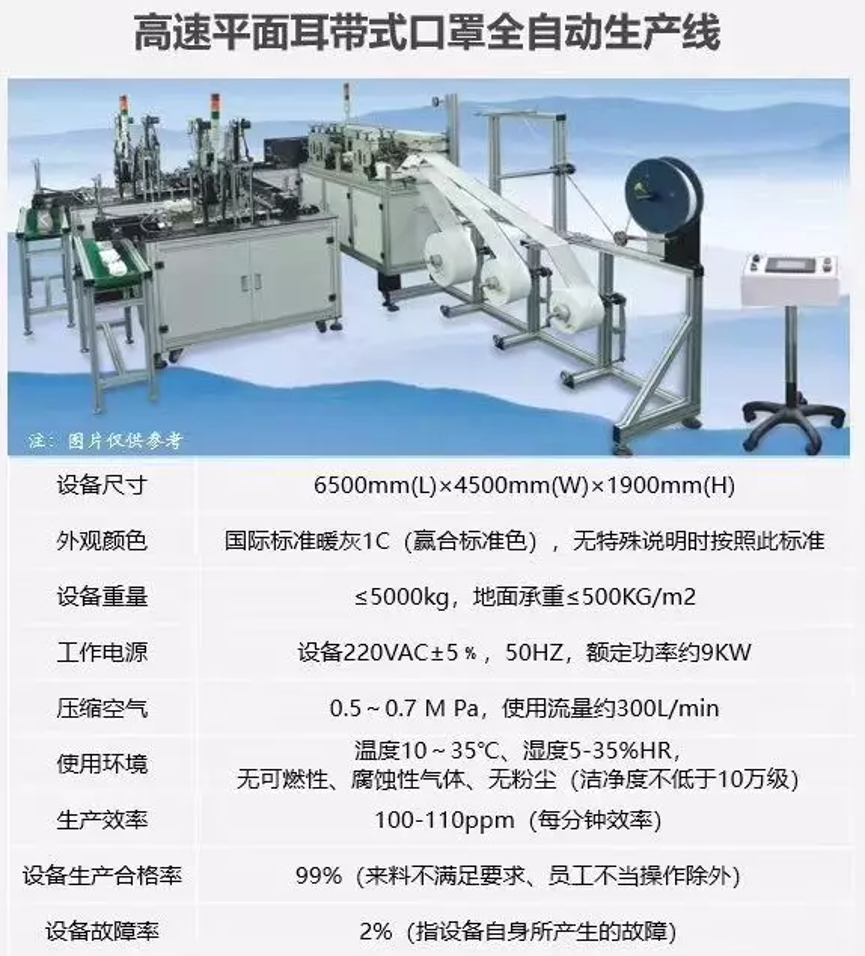 高速平面耳带式口罩全自动生产线
注：图片仅供参考
设备尺寸 6500mm(L)×4500mm(W)×1900mm(H)
外观颜色 国际标准暖灰1C（赢合标准色），无特殊说明时按照此标准
设备重量 ≤5000kg，地面承重≤500KG/m2
工作电源 设备220VAC±5﹪，50HZ，额定功率约9KW
压缩空气 0.5～0.7 M Pa，使用流量约300L/min
使用环境 温度10～35℃、湿度5-35%HR，
无可燃性、腐蚀性气体、无粉尘（洁净度不低于10万级）
生产效率 100-110ppm（每分钟效率）
设备生产合格率 99%（来料不满足要求、员工不当操作除外）
设备故障率 2%（指设备自身所产生的故障）